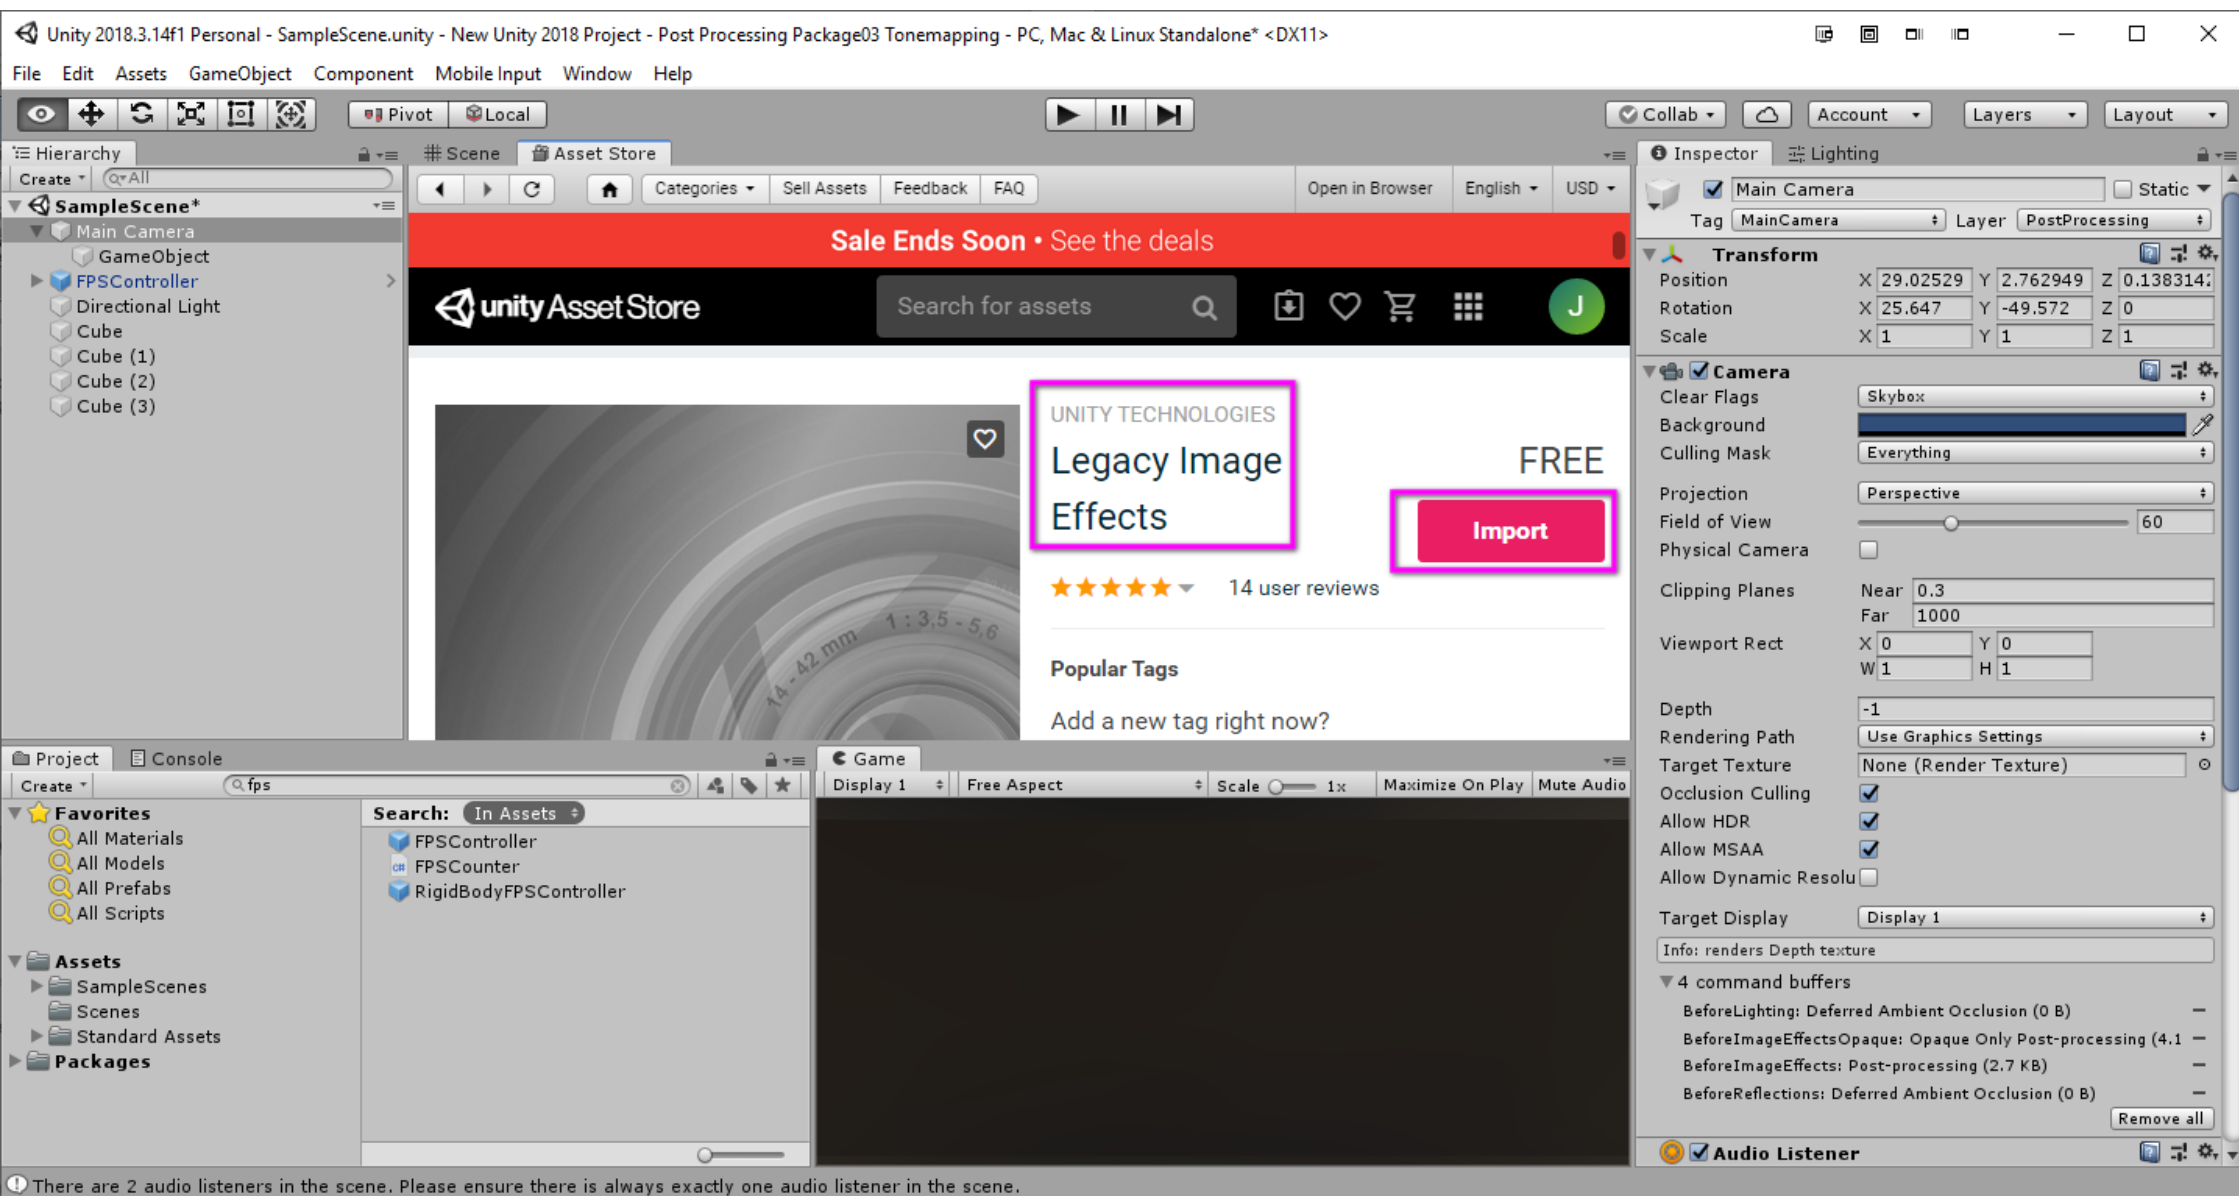 Unity 2018.3.14f1 Personal - SampleScene.unity - New Unity 2018 Project - Post Processing Package03 Tonemapping - PC, Mac & Linux Standalone* <DX11>
File Edit Assets GameObject Component Mobile Input Window Help
Pivot Local Collab Account Layers Layout
Hierarchy
Create All
SampleScene*
Main Camera
GameObject
FPSController
Directional Light
Cube
Cube (1)
Cube (2)
Cube (3)
Scene Asset Store
Categories Sell Assets Feedback FAQ Open in Browser English USD
Sale Ends Soon • See the deals
unity Asset Store Search for assets J
UNITY TECHNOLOGIES
Legacy Image
Effects
FREE
Import
14 user reviews
Popular Tags
Add a new tag right now?
14 - 42 mm 1 : 3,5 - 5,6
Project Console
Create fps
Favorites
All Materials
All Models
All Prefabs
All Scripts
Assets
SampleScenes
Scenes
Standard Assets
Packages
Search: In Assets
FPSController
FPSCounter
RigidBodyFPSController
Game
Display 1 Free Aspect Scale 1x Maximize On Play Mute Audio
Inspector Lighting
Main Camera Static
Tag MainCamera Layer PostProcessing
Transform
Position X 29.02529 Y 2.762949 Z 0.1383142
Rotation X 25.647 Y -49.572 Z 0
Scale X 1 Y 1 Z 1
Camera
Clear Flags Skybox
Background
Culling Mask Everything
Projection Perspective
Field of View 60
Physical Camera
Clipping Planes Near 0.3
Far 1000
Viewport Rect X 0 Y 0
W 1 H 1
Depth -1
Rendering Path Use Graphics Settings
Target Texture None (Render Texture)
Occlusion Culling
Allow HDR
Allow MSAA
Allow Dynamic Resolu
Target Display Display 1
Info: renders Depth texture
4 command buffers
BeforeLighting: Deferred Ambient Occlusion (0 B)
BeforeImageEffectsOpaque: Opaque Only Post-processing (4.1
BeforeImageEffects: Post-processing (2.7 KB)
BeforeReflections: Deferred Ambient Occlusion (0 B)
Remove all
Audio Listener
There are 2 audio listeners in the scene. Please ensure there is always exactly one audio listener in the scene.